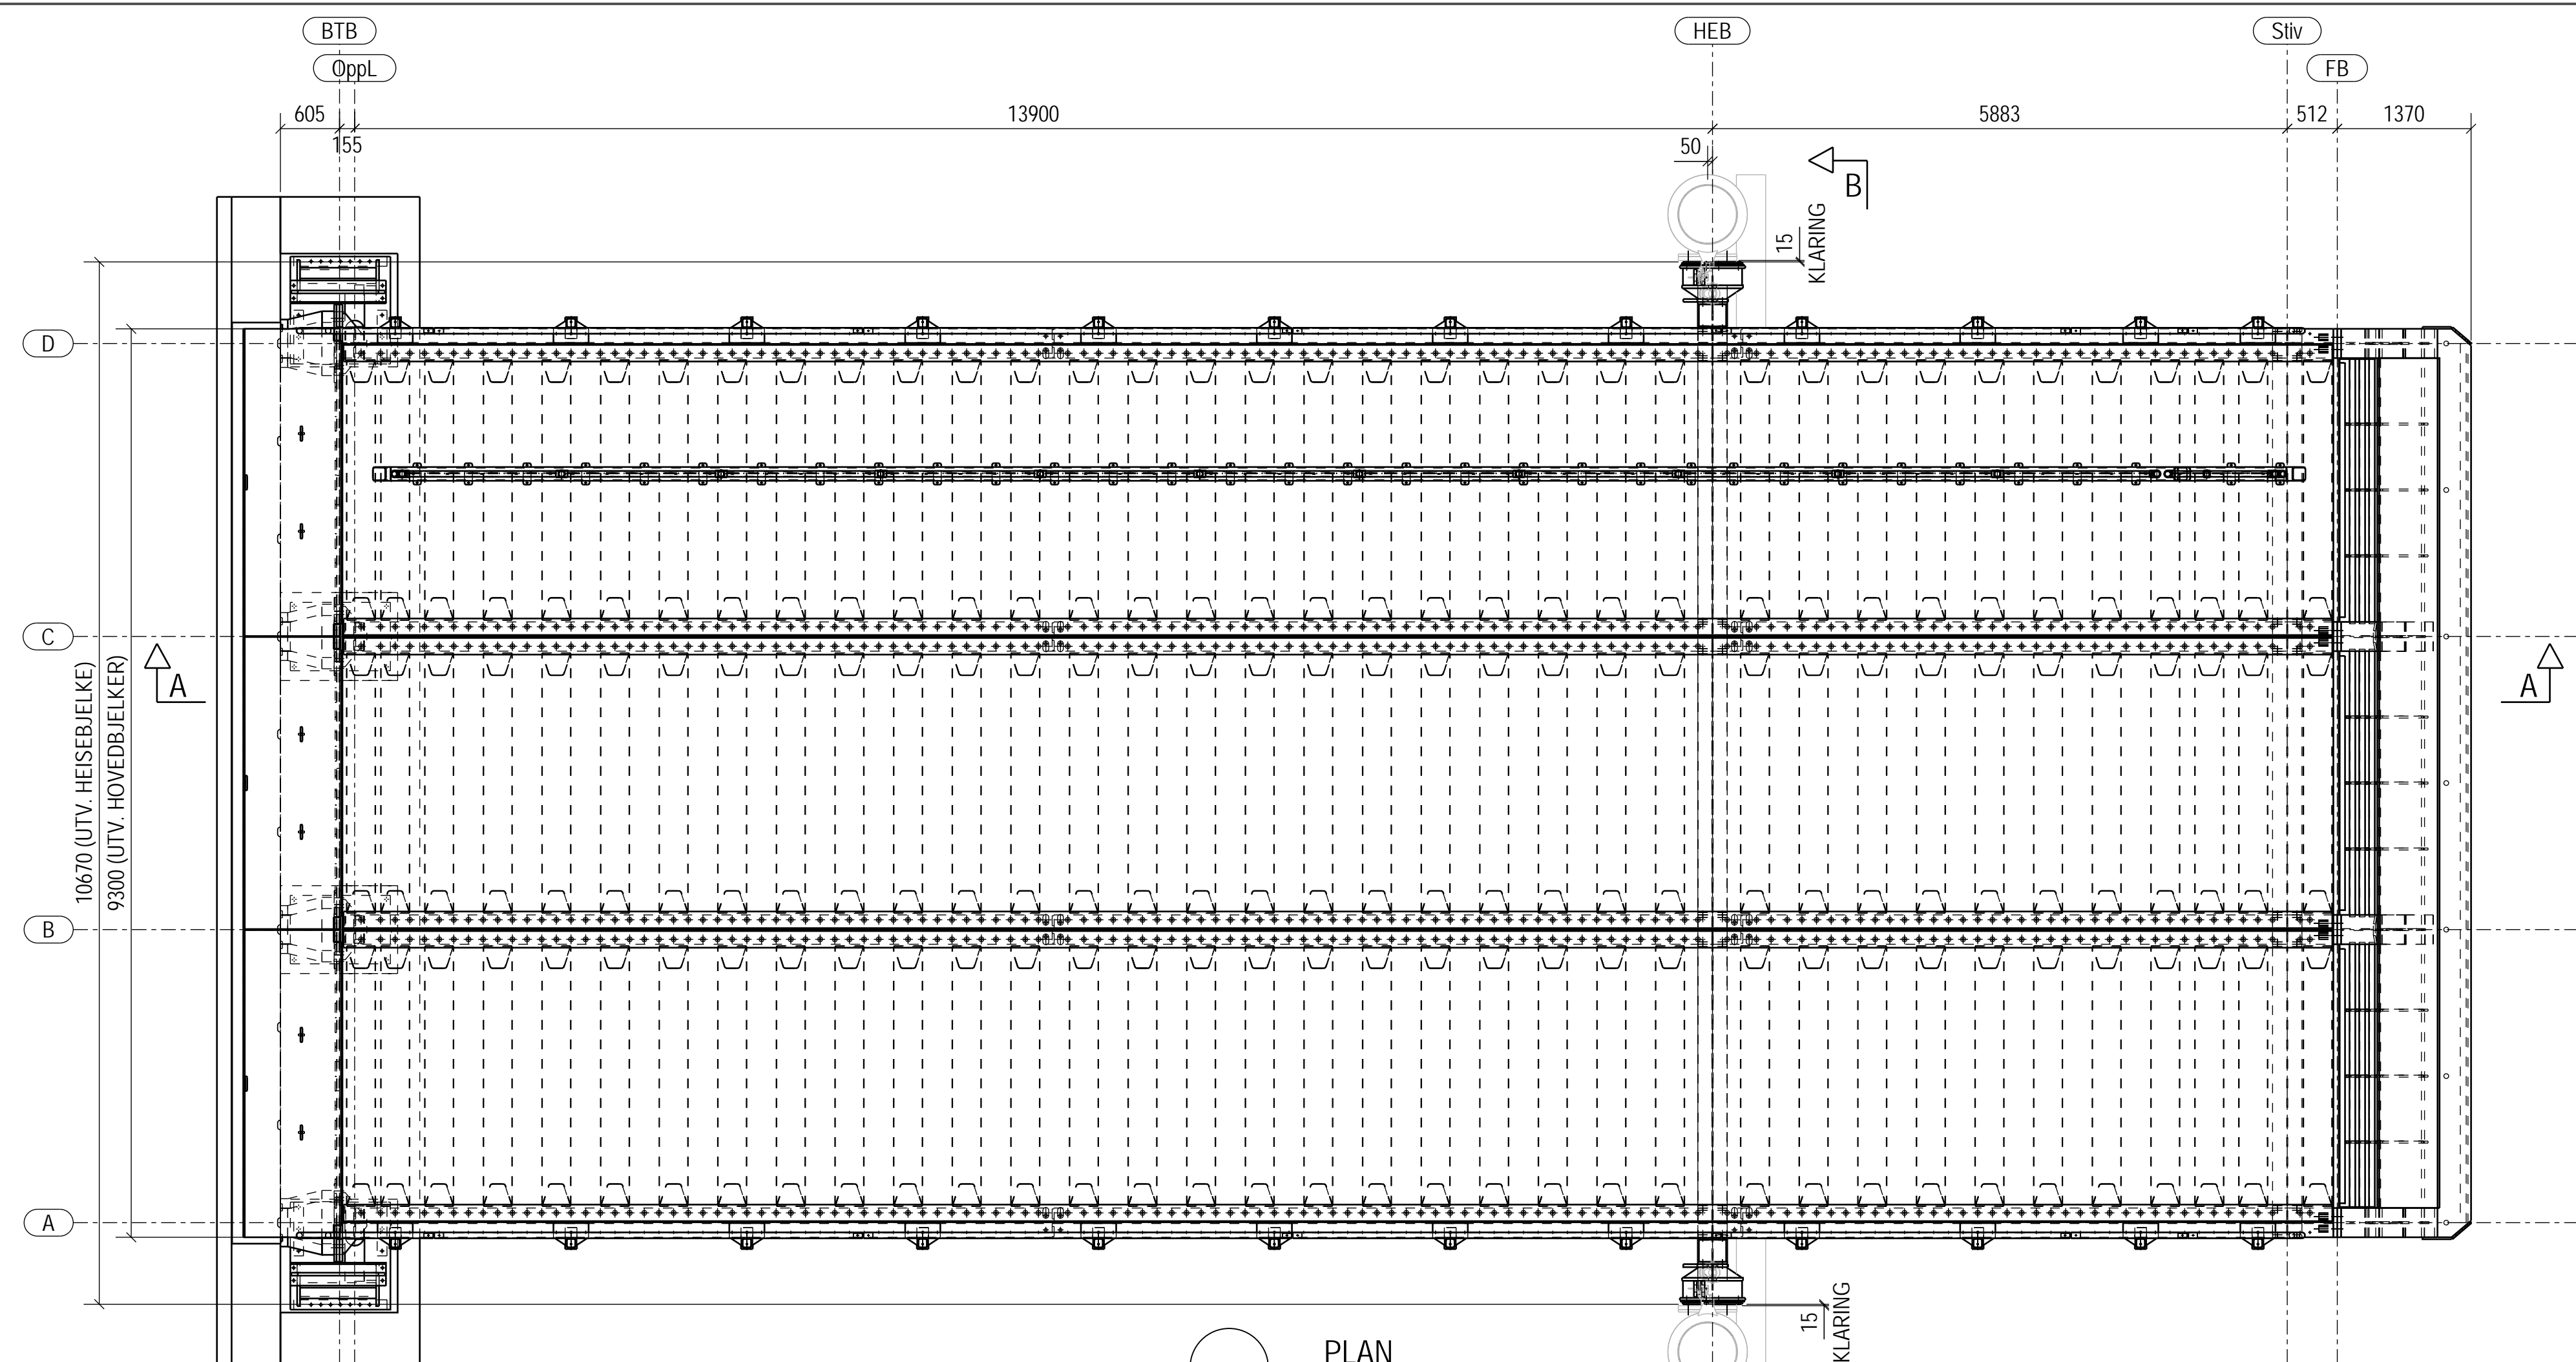 BTB
HEB
Stiv
OppL
FB
605
13900
5883
512
1370
155
50
B
15
KLARING
D
C
A
A
10670 (UTV. HEISEBJELKE)
9300 (UTV. HOVEDBJELKER)
B
A
15
KLARING
PLAN